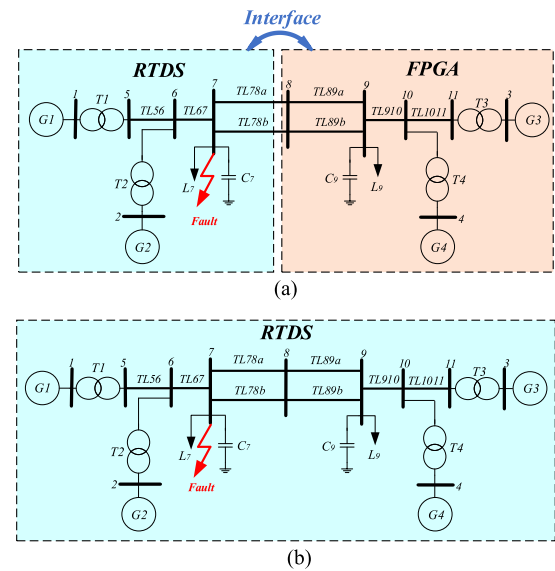 Interface
RTDS
FPGA
1 T1 5 6 7 8 9 10 11 T3 3
TL78a TL89a
G1 TL56 TL67 TL910 TL1011 G3
TL78b TL89b
T2 L7 C7 C9 L9 T4
2 Fault 4
G2 G4
(a)
RTDS
1 T1 5 6 7 8 9 10 11 T3 3
TL78a TL89a
G1 TL56 TL67 TL910 TL1011 G3
TL78b TL89b
T2 L7 C7 C9 L9 T4
2 Fault 4
G2 G4
(b)